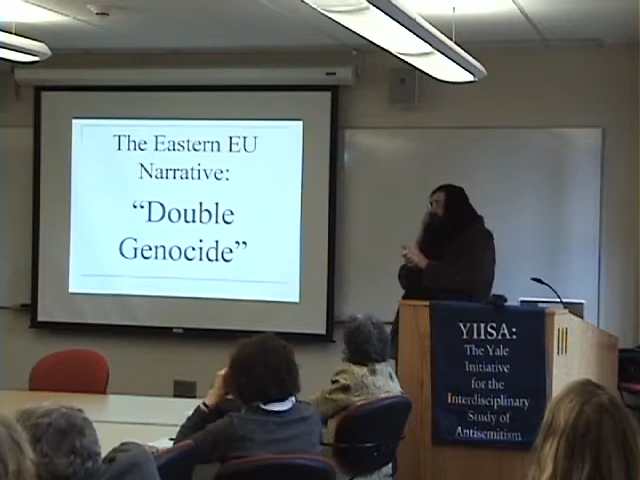 The Eastern EU
Narrative:
“Double
Genocide”
YIISA:
The Yale
Initiative
for the
Interdisciplinary
Study of
Antisemitism